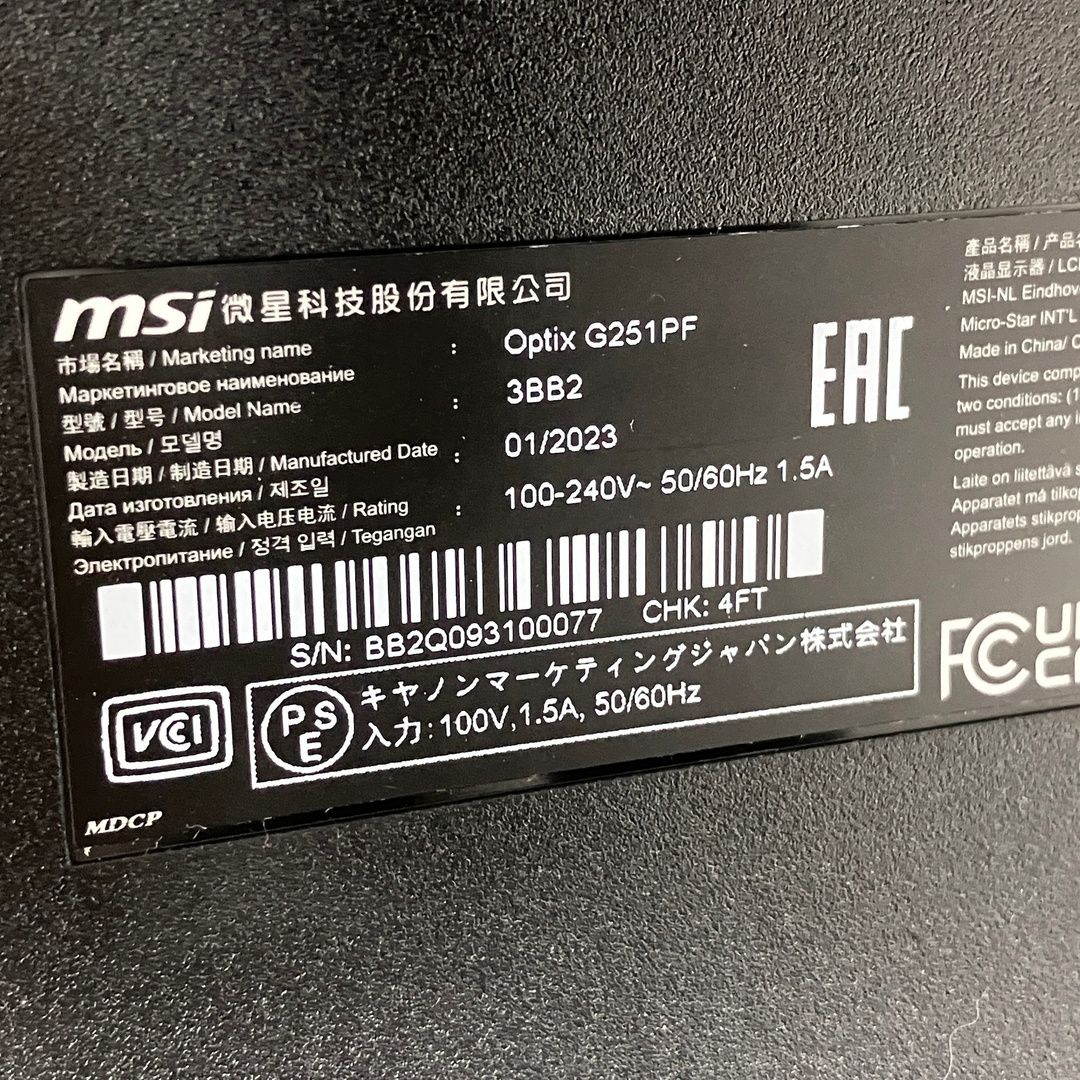 msi 微星科技股份有限公司
市場名稱 / Marketing name : Optix G251PF
Маркетинговое наименование
型號 / 型号 / Model Name : 3BB2
Модель / 모델명
製造日期 / 制造日期 / Manufactured Date : 01/2023
Дата изготовления / 제조일
輸入電壓電流 / 输入电压电流 / Rating : 100-240V~ 50/60Hz 1.5A
Электропитание / 정격 입력 / Tegangan
S/N: BB2Q093100077 CHK: 4FT
VCCI
PSE
キヤノンマーケティングジャパン株式会社
入力:100V,1.5A, 50/60Hz
MDCP
EAC
產品名稱 / 产品
液晶显示器 / LC
MSI-NL Eindhov
Micro-Star INT'L
Made in China/
This device comp
two conditions: (1
must accept any i
operation.
Laite on liitettävä s
Apparatet må tilkop
Apparatets stikprop
stikproppens jord.
FC